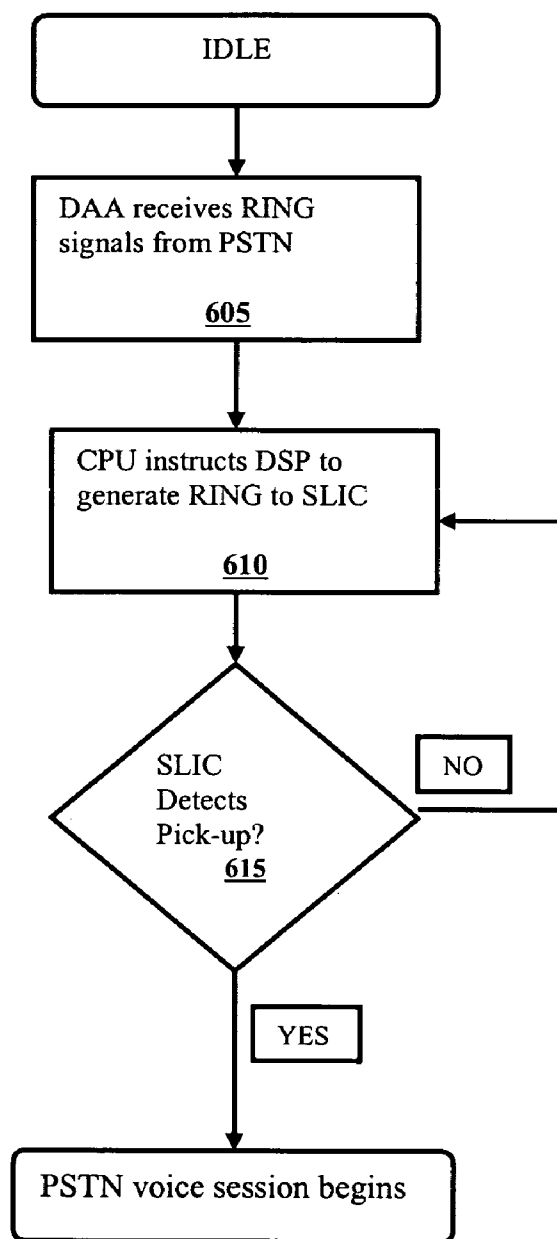 IDLE
DAA receives RING
signals from PSTN
605
CPU instructs DSP to
generate RING to SLIC
610
SLIC
Detects
Pick-up?
615
NO
YES
PSTN voice session begins